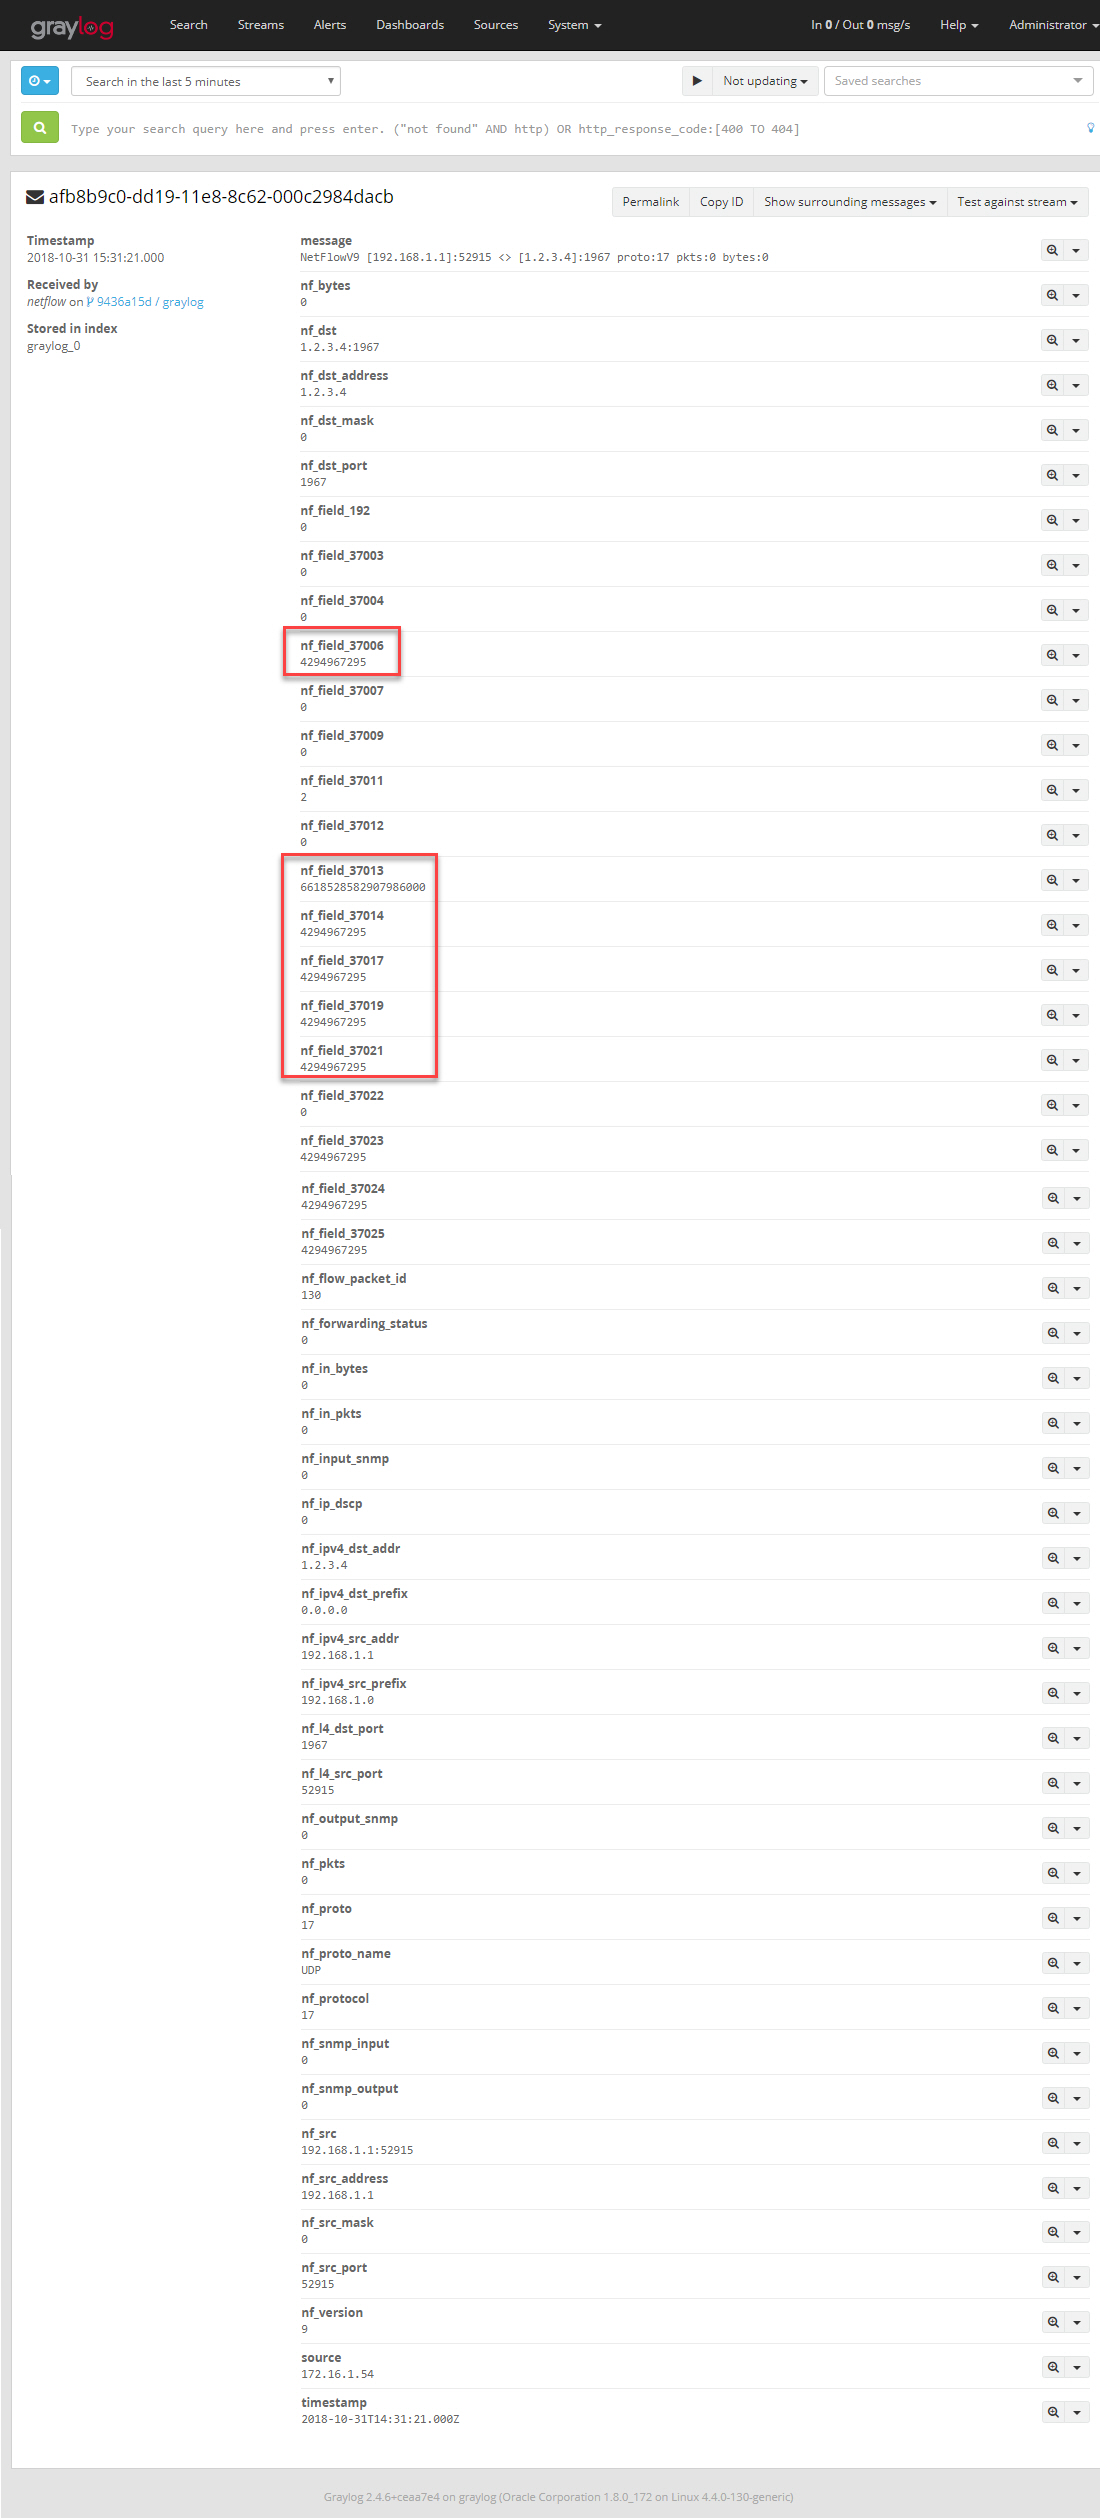 graylog Search Streams Alerts Dashboards Sources System In 0 / Out 0 msg/s Help Administrator
Search in the last 5 minutes Not updating Saved searches
Type your search query here and press enter. ("not found" AND http) OR http_response_code:[400 TO 404]
afb8b9c0-dd19-11e8-8c62-000c2984dacb Permalink Copy ID Show surrounding messages Test against stream
Timestamp
2018-10-31 15:31:21.000
Received by
netflow on 9436a15d / graylog
Stored in index
graylog_0
message
NetFlowV9 [192.168.1.1]:52915 <> [1.2.3.4]:1967 proto:17 pkts:0 bytes:0
nf_bytes
0
nf_dst
1.2.3.4:1967
nf_dst_address
1.2.3.4
nf_dst_mask
0
nf_dst_port
1967
nf_field_192
0
nf_field_37003
0
nf_field_37004
0
nf_field_37006
4294967295
nf_field_37007
0
nf_field_37009
0
nf_field_37011
2
nf_field_37012
0
nf_field_37013
6618528582907986000
nf_field_37014
4294967295
nf_field_37017
4294967295
nf_field_37019
4294967295
nf_field_37021
4294967295
nf_field_37022
0
nf_field_37023
4294967295
nf_field_37024
4294967295
nf_field_37025
4294967295
nf_flow_packet_id
130
nf_forwarding_status
0
nf_in_bytes
0
nf_in_pkts
0
nf_input_snmp
0
nf_ip_dscp
0
nf_ipv4_dst_addr
1.2.3.4
nf_ipv4_dst_prefix
0.0.0.0
nf_ipv4_src_addr
192.168.1.1
nf_ipv4_src_prefix
192.168.1.0
nf_l4_dst_port
1967
nf_l4_src_port
52915
nf_output_snmp
0
nf_pkts
0
nf_proto
17
nf_proto_name
UDP
nf_protocol
17
nf_snmp_input
0
nf_snmp_output
0
nf_src
192.168.1.1:52915
nf_src_address
192.168.1.1
nf_src_mask
0
nf_src_port
52915
nf_version
9
source
172.16.1.54
timestamp
2018-10-31T14:31:21.000Z
Graylog 2.4.6+ceaa7e4 on graylog (Oracle Corporation 1.8.0_172 on Linux 4.4.0-130-generic)